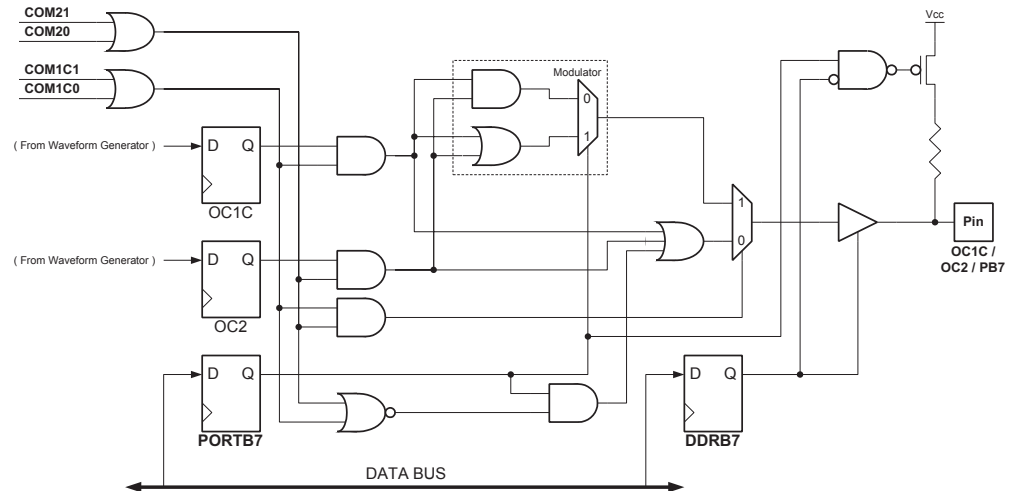 COM21
COM20
COM1C1
COM1C0
Modulator
Vcc
0
1
( From Waveform Generator )
D Q
OC1C
1
0
Pin
OC1C /
OC2 / PB7
( From Waveform Generator )
D Q
OC2
D Q
PORTB7
D Q
DDRB7
DATA BUS